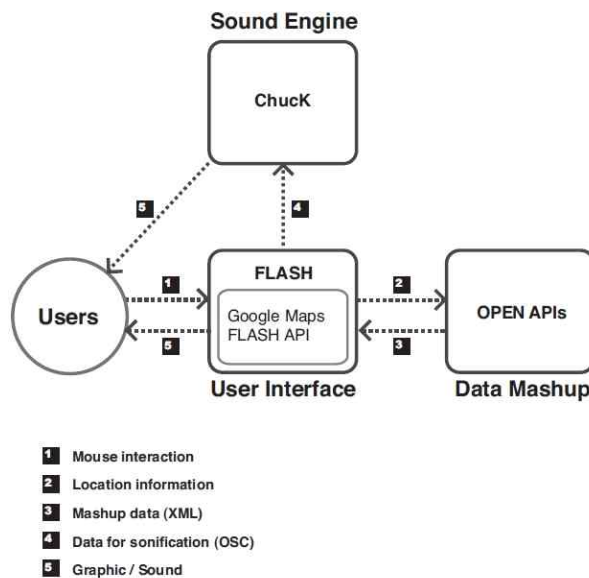 Sound Engine
ChucK
5
4
FLASH
1
2
Users
Google Maps
FLASH API
OPEN APIs
5
3
User Interface
Data Mashup
1 Mouse interaction
2 Location information
3 Mashup data (XML)
4 Data for sonification (OSC)
5 Graphic / Sound